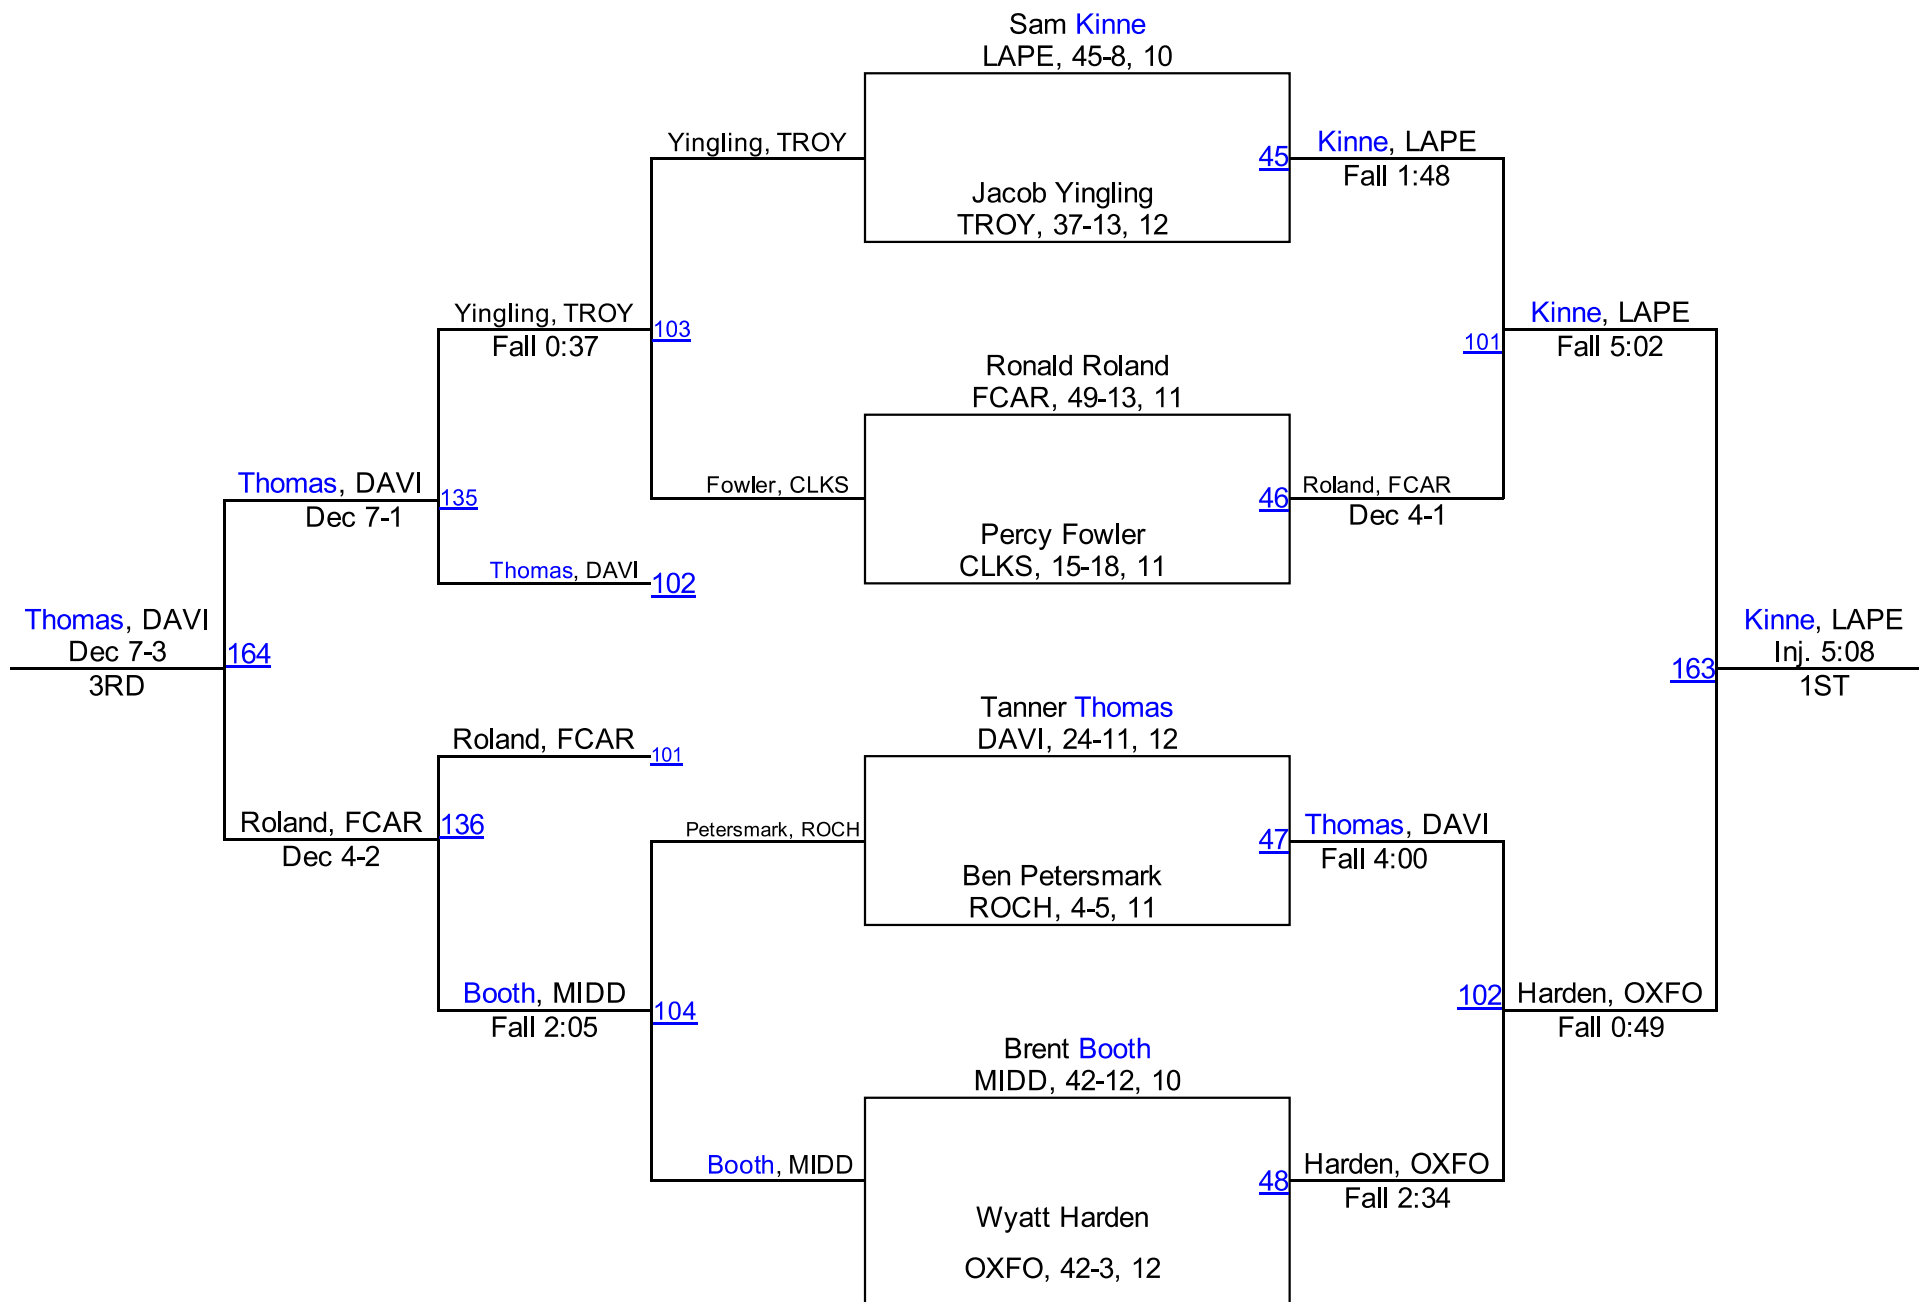 Sam Kinne
LAPE, 45-8, 10
Yingling, TROY
45
Kinne, LAPE
Fall 1:48
Jacob Yingling
TROY, 37-13, 12
Yingling, TROY
Fall 0:37
103
Kinne, LAPE
Fall 5:02
101
Ronald Roland
FCAR, 49-13, 11
Thomas, DAVI
Dec 7-1
135
Fowler, CLKS
46
Roland, FCAR
Dec 4-1
Percy Fowler
CLKS, 15-18, 11
Thomas, DAVI
102
Thomas, DAVI
Dec 7-3
3RD
164
Kinne, LAPE
Inj. 5:08
1ST
163
Tanner Thomas
DAVI, 24-11, 12
Roland, FCAR
101
Roland, FCAR
Dec 4-2
136
Petersmark, ROCH
47
Thomas, DAVI
Fall 4:00
Ben Petersmark
ROCH, 4-5, 11
Booth, MIDD
Fall 2:05
104
102
Harden, OXFO
Fall 0:49
Brent Booth
MIDD, 42-12, 10
Booth, MIDD
48
Harden, OXFO
Fall 2:34
Wyatt Harden
OXFO, 42-3, 12